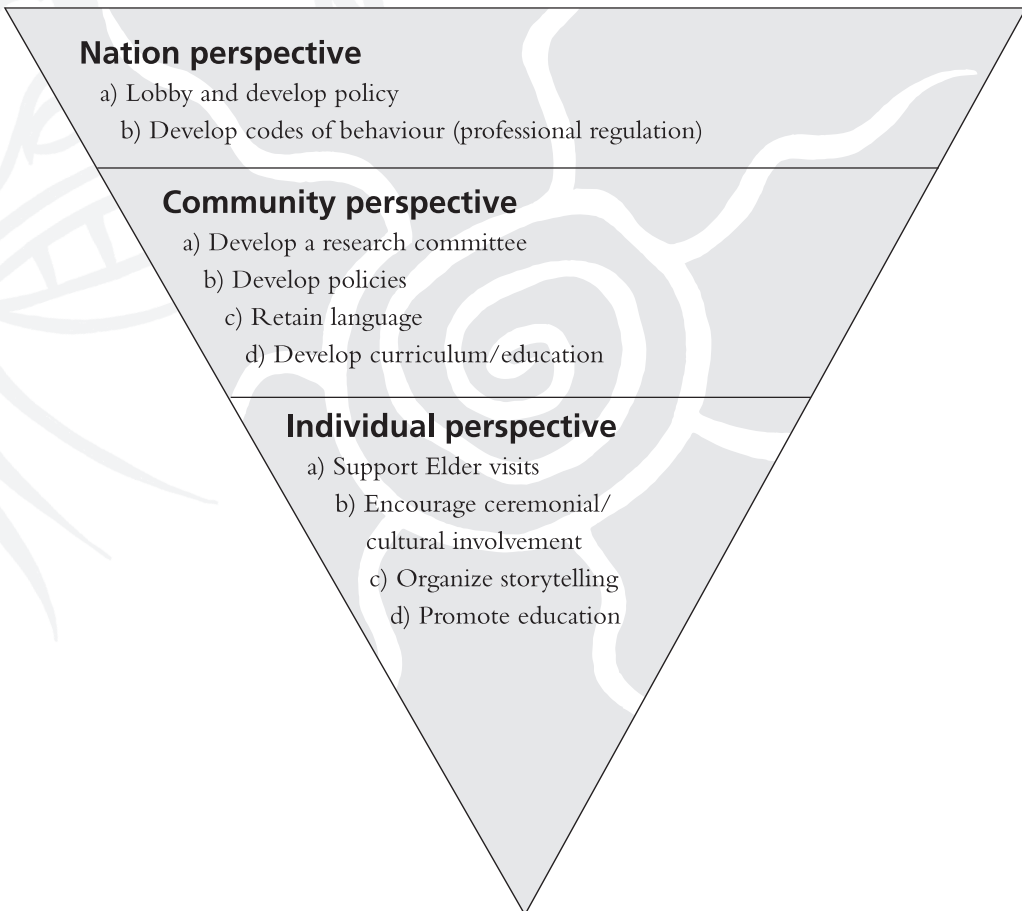 Nation perspective
a) Lobby and develop policy
b) Develop codes of behaviour (professional regulation)
Community perspective
a) Develop a research committee
b) Develop policies
c) Retain language
d) Develop curriculum/education
Individual perspective
a) Support Elder visits
b) Encourage ceremonial/
cultural involvement
c) Organize storytelling
d) Promote education